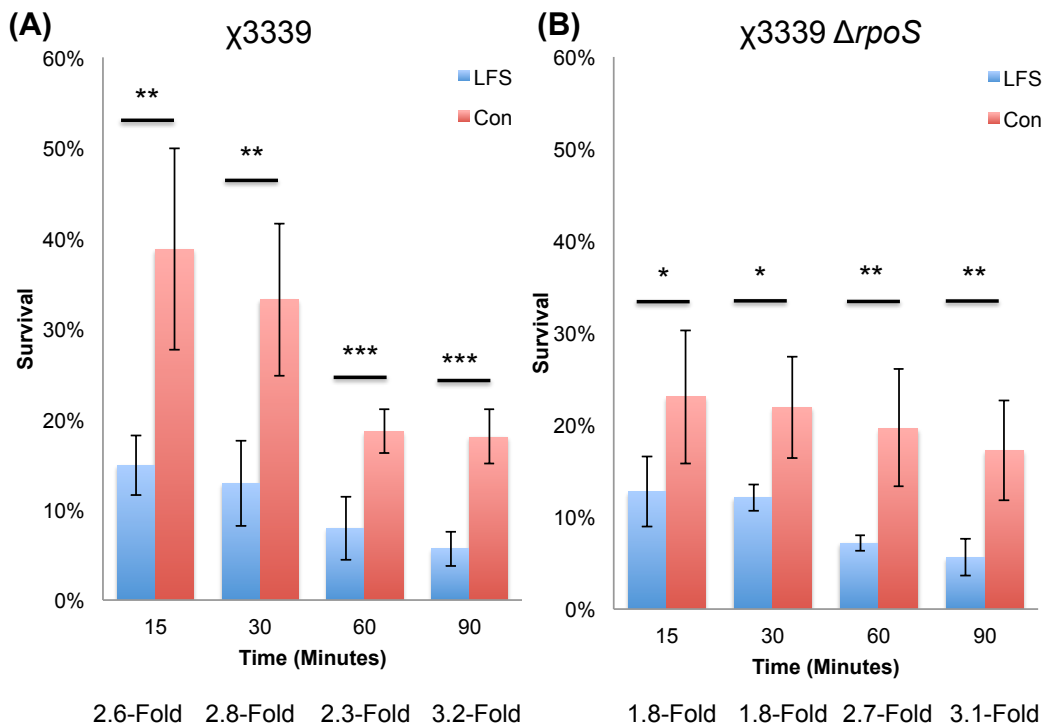 (A)
χ3339
60%
50%
40%
30%
20%
10%
0%
Survival
LFS
Con
**
**
***
***
15 30 60 90
Time (Minutes)
2.6-Fold 2.8-Fold 2.3-Fold 3.2-Fold
(B)
χ3339 ΔrpoS
60%
50%
40%
30%
20%
10%
0%
Survival
LFS
Con
*
*
**
**
15 30 60 90
Time (Minutes)
1.8-Fold 1.8-Fold 2.7-Fold 3.1-Fold